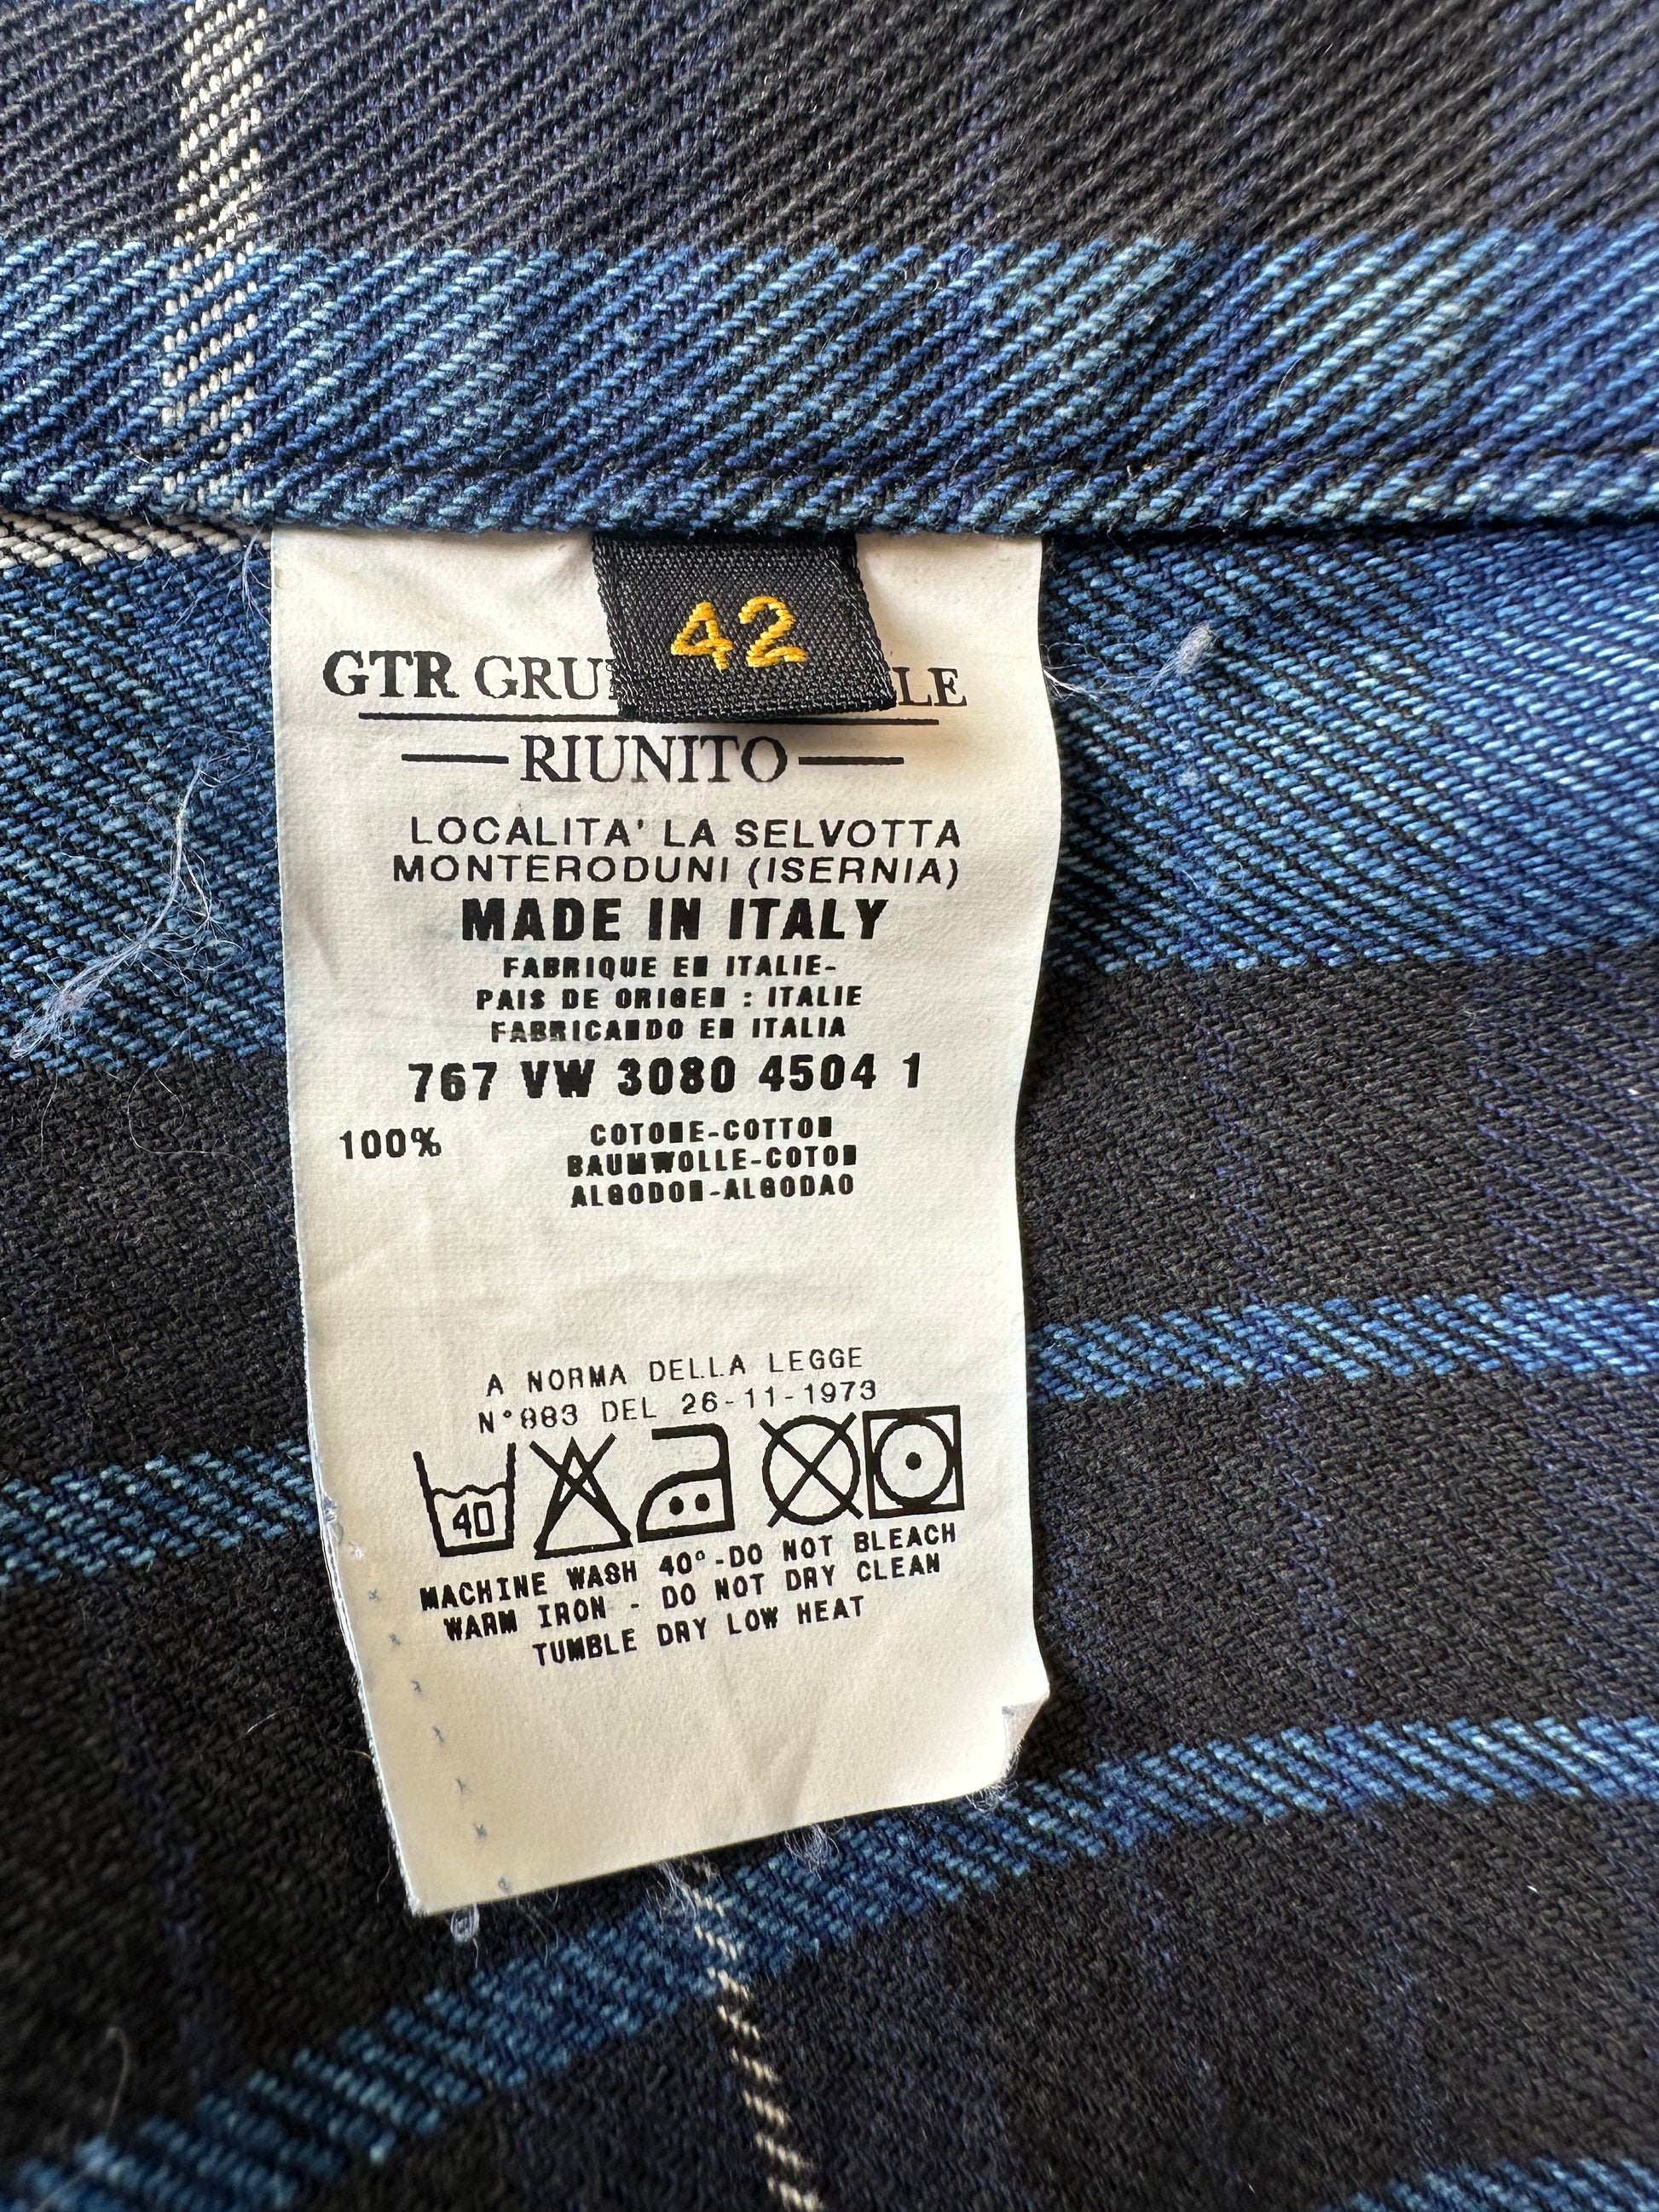 42
GTR
RIUNITO
LOCALITA' LA SELVOTTA
MONTERODUNI (ISERNIA)
MADE IN ITALY
FABRIQUE EN ITALIE-
PAIS DE ORIGEN : ITALIE
FABRICANDO EN ITALIA
767 VW 3080 4504 1
100% COTONE-COTTON
BAUMWOLLE-COTON
ALGODON-ALGODAO
A NORMA DELLA LEGGE
N°883 DEL 26-11-1973
40
MACHINE WASH 40°-DO NOT BLEACH
WARM IRON - DO NOT DRY CLEAN
TUMBLE DRY LOW HEAT